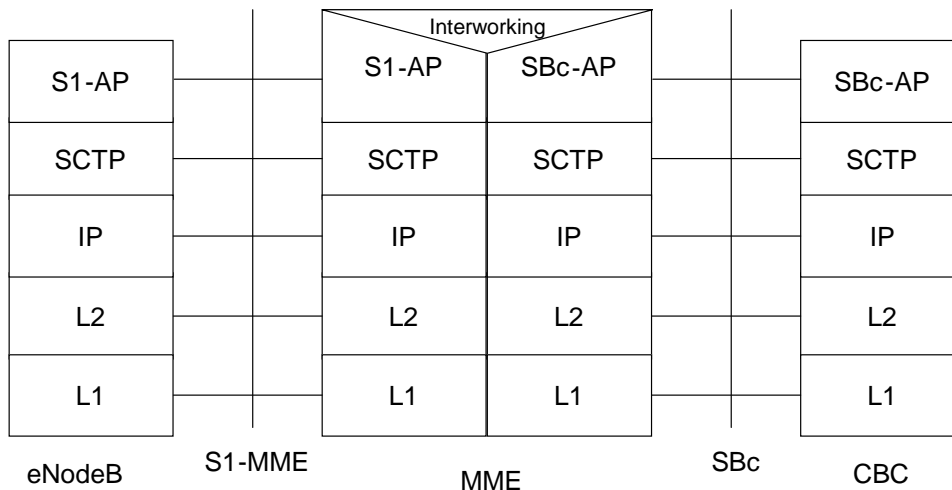 Interworking
S1-AP
S1-AP
SBc-AP
SBc-AP
SCTP
SCTP
SCTP
SCTP
IP
IP
IP
IP
L2
L2
L2
L2
L1
L1
L1
L1
eNodeB
S1-MME
MME
SBc
CBC